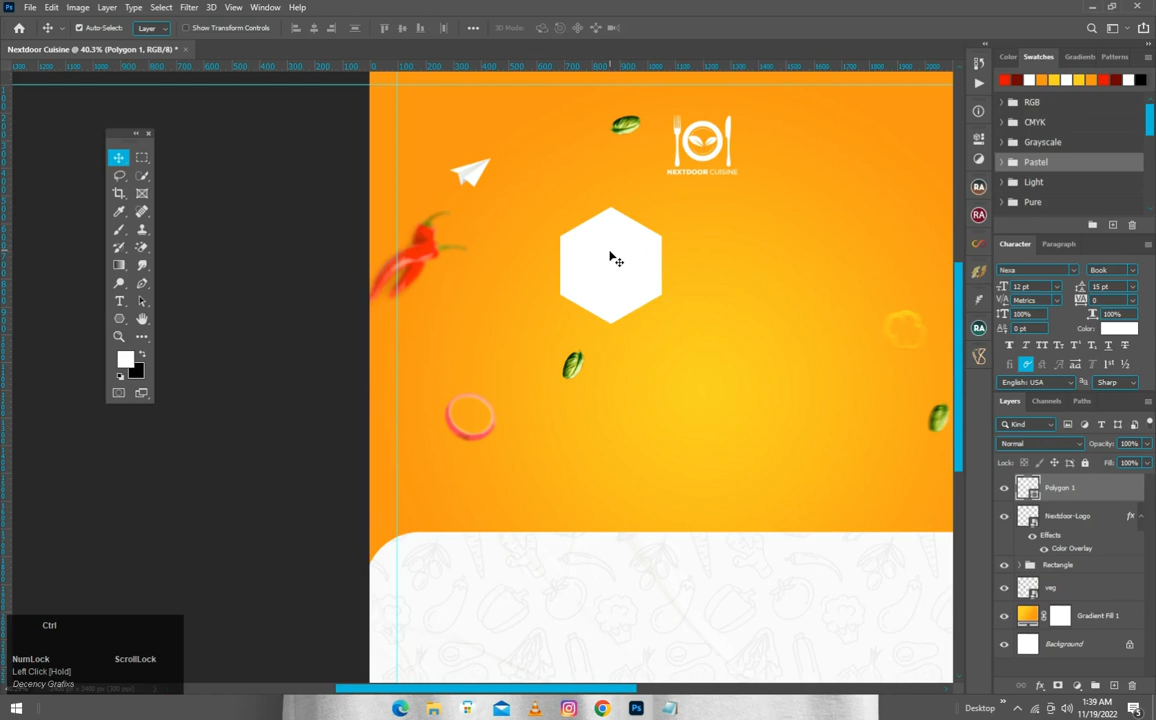 Ps File Edit Image Layer Type Select Filter 3D View Window Help
Auto-Select: Layer Show Transform Controls 3D Mode:
Nextdoor Cuisine @ 40.3% (Polygon 1, RGB/8) *
Color Swatches Gradients Patterns
RGB
CMYK
Grayscale
Pastel
Light
Pure
NEXTDOOR CUISINE
Character Paragraph
Nexa Book
12 pt 15 pt
Metrics 0
100% 100%
0 pt Color:
English: USA Sharp
Layers Channels Paths
Kind
Normal Opacity: 100%
Lock: Fill: 100%
Polygon 1
Nextdoor-Logo fx
Effects
Color Overlay
Rectangle
veg
Gradient Fill 1
Background
Ctrl
NumLock ScrollLock
Left Click [Hold]
Decency Grafixs
Desktop 1:39 AM
11/19/2022